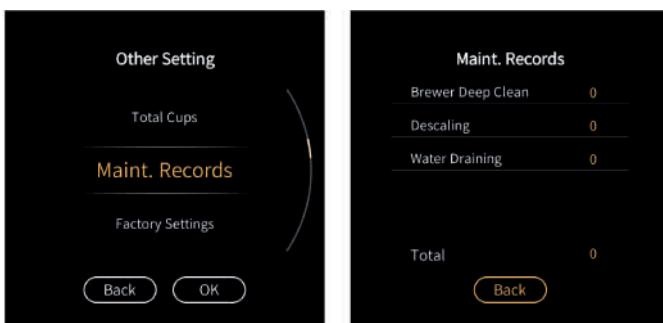 Other Setting
Total Cups
Maint. Records
Factory Settings
Back OK
Maint. Records
Brewer Deep Clean 0
Descaling 0
Water Draining 0
Total 0
Back